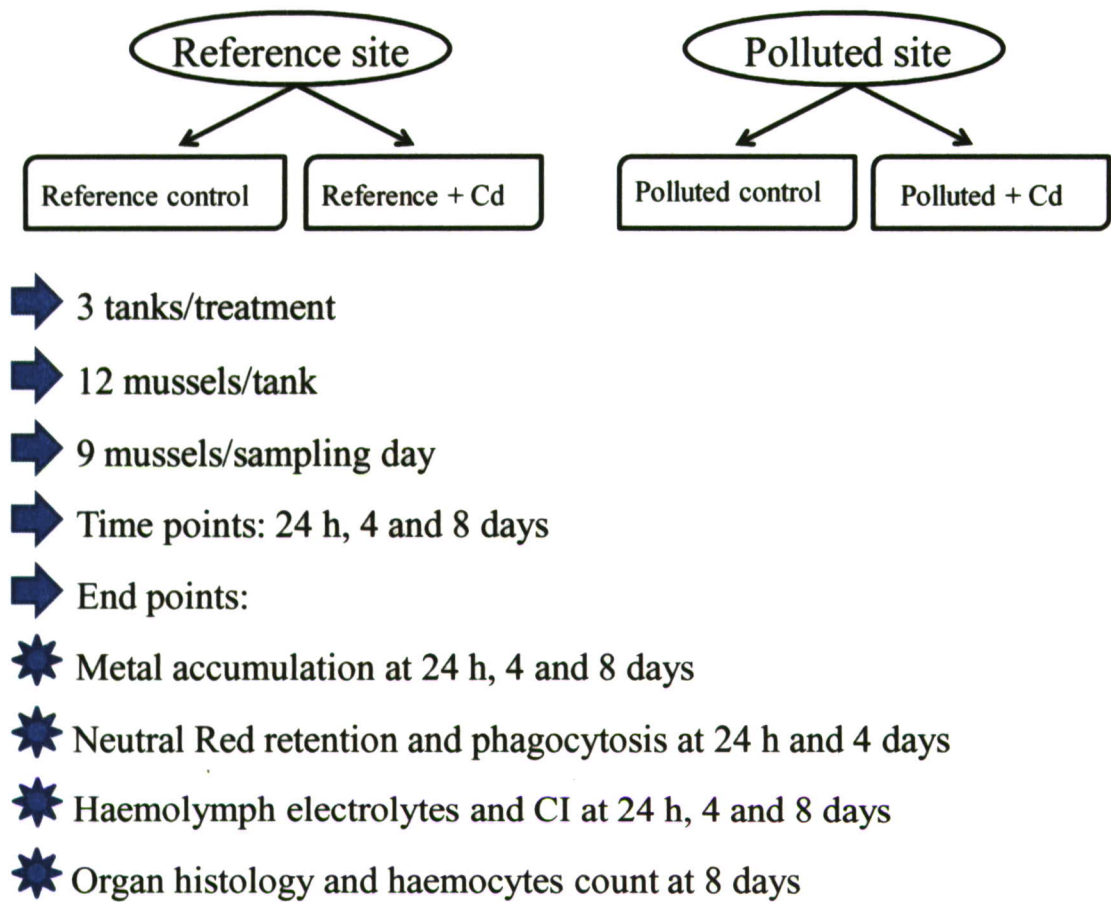 Reference site
Polluted site
Reference control
Reference + Cd
Polluted control
Polluted + Cd
3 tanks/treatment
12 mussels/tank
9 mussels/sampling day
Time points: 24 h, 4 and 8 days
End points:
Metal accumulation at 24 h, 4 and 8 days
Neutral Red retention and phagocytosis at 24 h and 4 days
Haemolymph electrolytes and CI at 24 h, 4 and 8 days
Organ histology and haemocytes count at 8 days